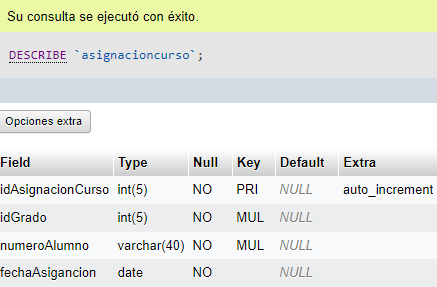 Su consulta se ejecutó con éxito.
DESCRIBE `asignacioncurso`;
Opciones extra
Field Type Null Key Default Extra
idAsignacionCurso int(5) NO PRI NULL auto_increment
idGrado int(5) NO MUL NULL
numeroAlumno varchar(40) NO MUL NULL
fechaAsigancion date NO NULL